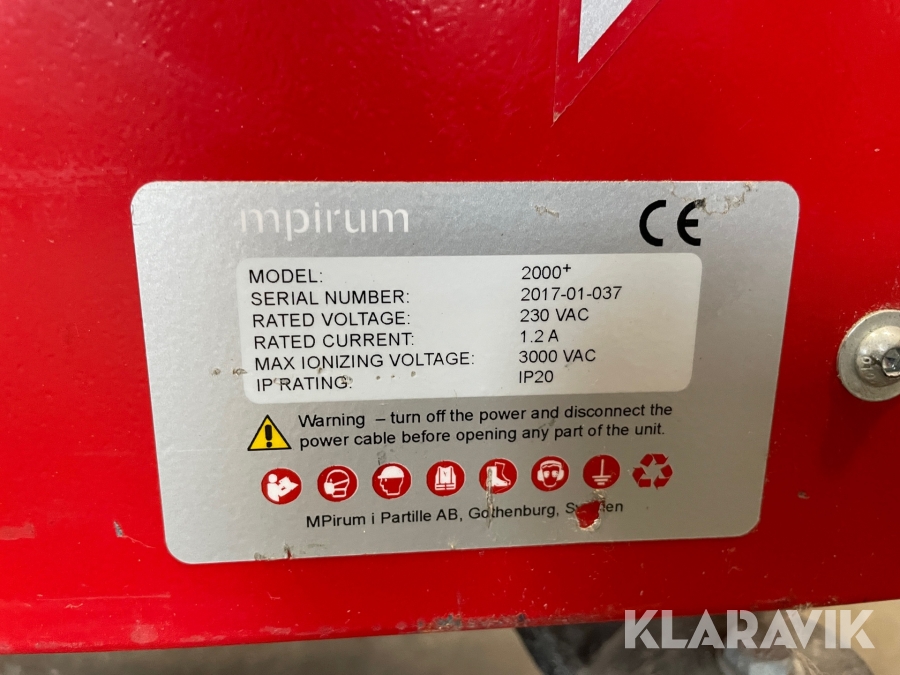 mpirum
CE
MODEL: 2000+
SERIAL NUMBER: 2017-01-037
RATED VOLTAGE: 230 VAC
RATED CURRENT: 1.2 A
MAX IONIZING VOLTAGE: 3000 VAC
IP RATING: IP20
Warning – turn off the power and disconnect the
power cable before opening any part of the unit.
MPirum i Partille AB, Gothenburg,
KLARAVIK